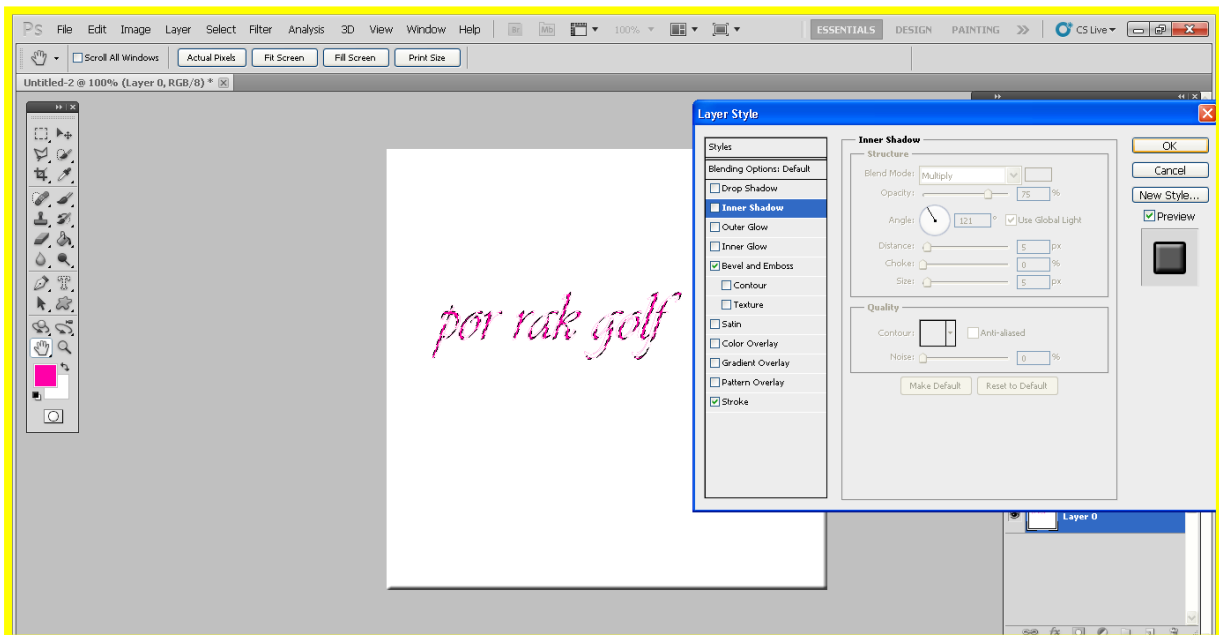 PS File Edit Image Layer Select Filter Analysis 3D View Window Help Br Mb 100% ESSENTIALS DESIGN PAINTING CS Live
Scroll All Windows Actual Pixels Fit Screen Fill Screen Print Size
Untitled-2 @ 100% (Layer 0, RGB/8) *
por rak golf
Layer Style
Styles
Blending Options: Default
Drop Shadow
Inner Shadow
Outer Glow
Inner Glow
Bevel and Emboss
Contour
Texture
Satin
Color Overlay
Gradient Overlay
Pattern Overlay
Stroke
Inner Shadow
Structure
Blend Mode: Multiply
Opacity: 75 %
Angle: 121 ° Use Global Light
Distance: 5 px
Choke: 0 %
Size: 5 px
Quality
Contour: Anti-aliased
Noise: 0 %
Make Default Reset to Default
OK
Cancel
New Style...
Preview
Layer 0